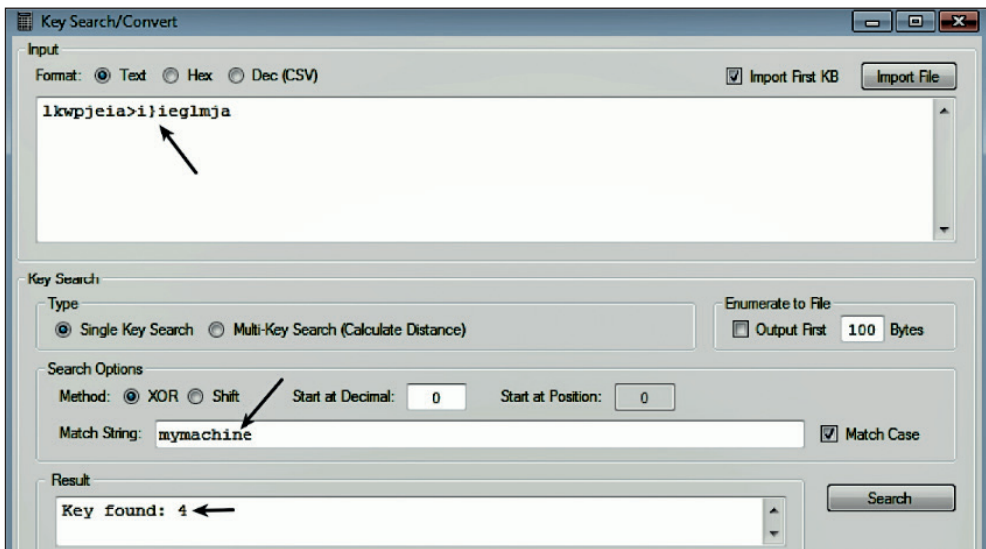 Key Search/Convert
Input
Format: Text Hex Dec (CSV) Import First KB Import File
lkwpjeia>i}ieglmja
Key Search
Type Enumerate to File
Single Key Search Multi-Key Search (Calculate Distance) Output First 100 Bytes
Search Options
Method: XOR Shift Start at Decimal: 0 Start at Position: 0
Match String: mymachine Match Case
Result
Key found: 4 Search